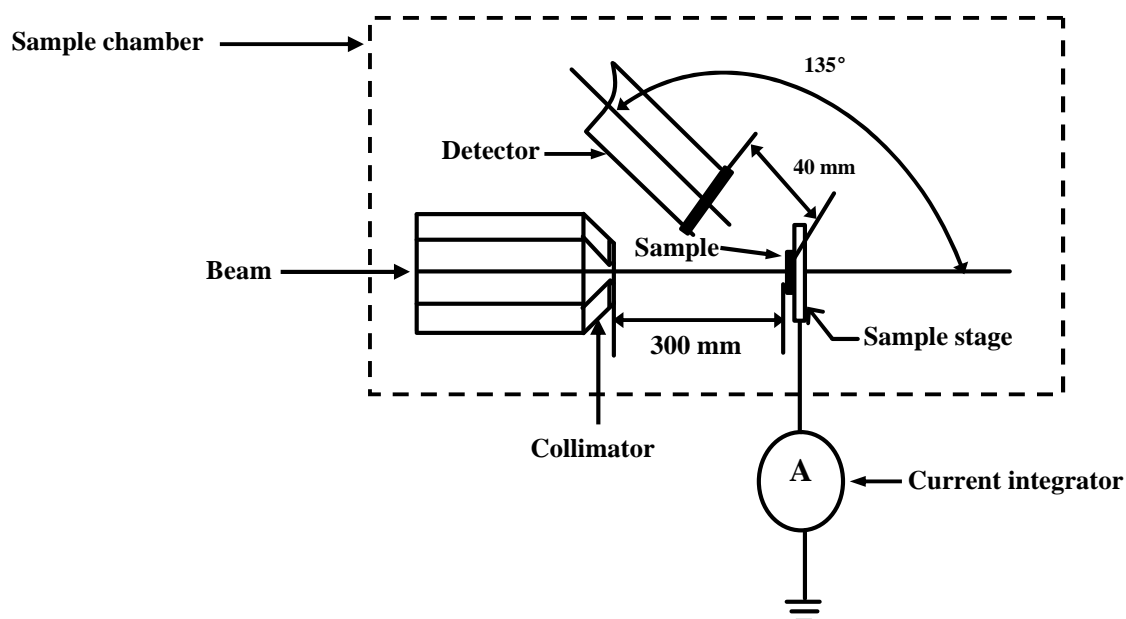 Sample chamber
135°
Detector
40 mm
Sample
Beam
Sample stage
300 mm
Collimator
A
Current integrator